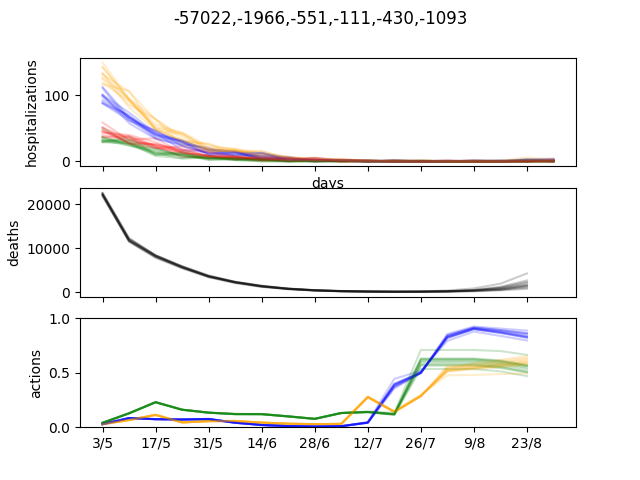 -57022,-1966,-551,-111,-430,-1093
hospitalizations
100
0
days
deaths
20000
10000
0
actions
1.0
0.5
0.0
3/5 17/5 31/5 14/6 28/6 12/7 26/7 9/8 23/8